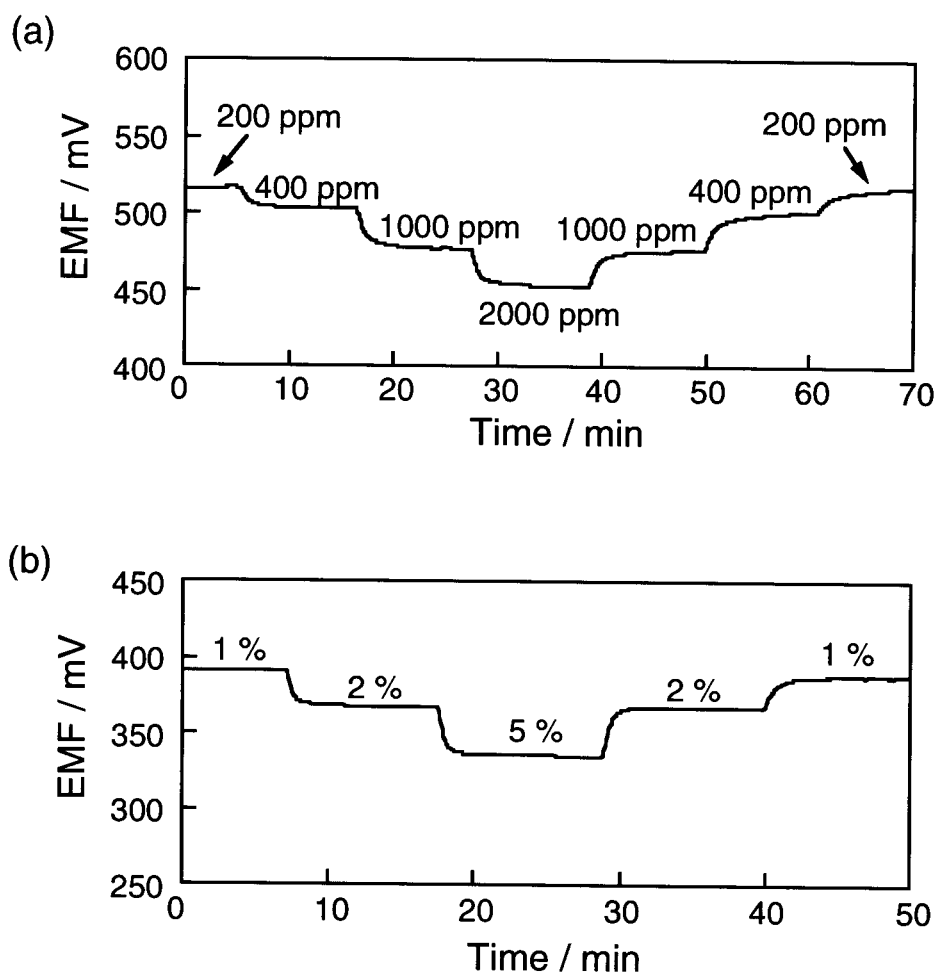 (a)
600
550
500
450
400
EMF / mV
200 ppm
400 ppm
1000 ppm
2000 ppm
1000 ppm
400 ppm
200 ppm
0 10 20 30 40 50 60 70
Time / min
(b)
450
400
350
300
250
EMF / mV
1 %
2 %
5 %
2 %
1 %
0 10 20 30 40 50
Time / min